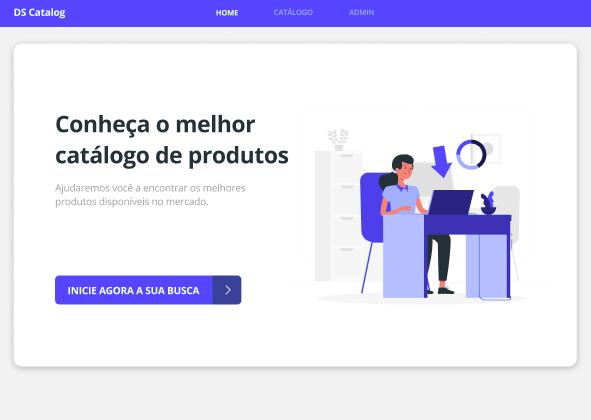 DS Catalog
HOME
CATÁLOGO
ADMIN
Conheça o melhor
catálogo de produtos
Ajudaremos você a encontrar os melhores
produtos disponíveis no mercado.
INICIE AGORA A SUA BUSCA